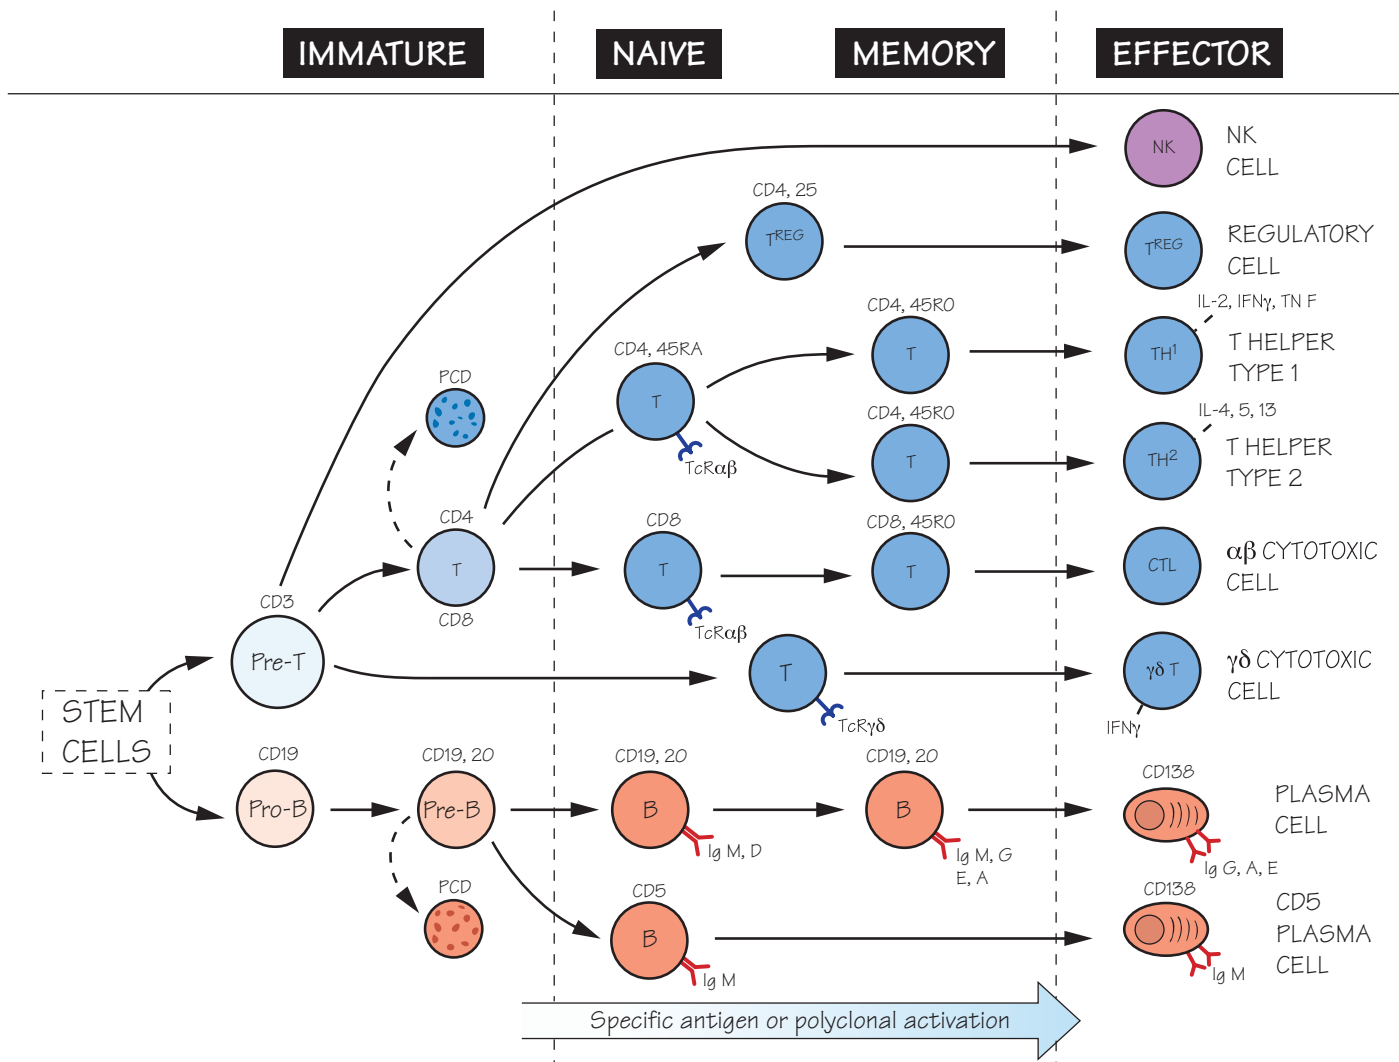 IMMATURE
NAIVE
MEMORY
EFFECTOR
NK
NK
CELL
CD4, 25
TREG
TREG
REGULATORY
CELL
IL-2, IFNγ, TN F
CD4, 45RO
T
TH1
T HELPER
TYPE 1
CD4, 45RA
T
TcRαβ
PCD
IL-4, 5, 13
CD4, 45RO
T
TH2
T HELPER
TYPE 2
CD4
T
CD8
CD8
T
TcRαβ
CD8, 45RO
T
CTL
αβ CYTOTOXIC
CELL
CD3
Pre-T
T
TcRγδ
γδ T
IFNγ
γδ CYTOTOXIC
CELL
STEM
CELLS
CD19
Pro-B
CD19, 20
Pre-B
CD19, 20
B
Ig M, D
CD19, 20
B
Ig M, G
E, A
CD138
Ig G, A, E
PLASMA
CELL
PCD
CD5
B
Ig M
CD138
Ig M
CD5
PLASMA
CELL
Specific antigen or polyclonal activation